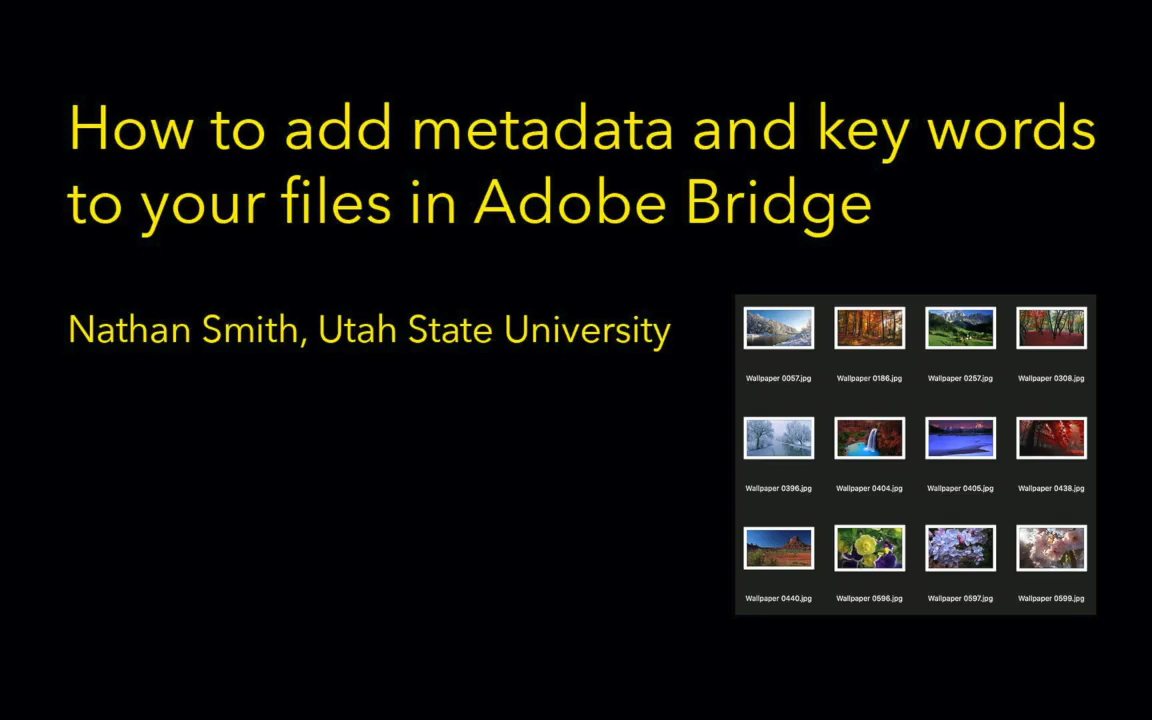 How to add metadata and key words
to your files in Adobe Bridge
Nathan Smith, Utah State University
Wallpaper 0057.jpg
Wallpaper 0186.jpg
Wallpaper 0257.jpg
Wallpaper 0308.jpg
Wallpaper 0396.jpg
Wallpaper 0404.jpg
Wallpaper 0405.jpg
Wallpaper 0438.jpg
Wallpaper 0440.jpg
Wallpaper 0596.jpg
Wallpaper 0597.jpg
Wallpaper 0599.jpg